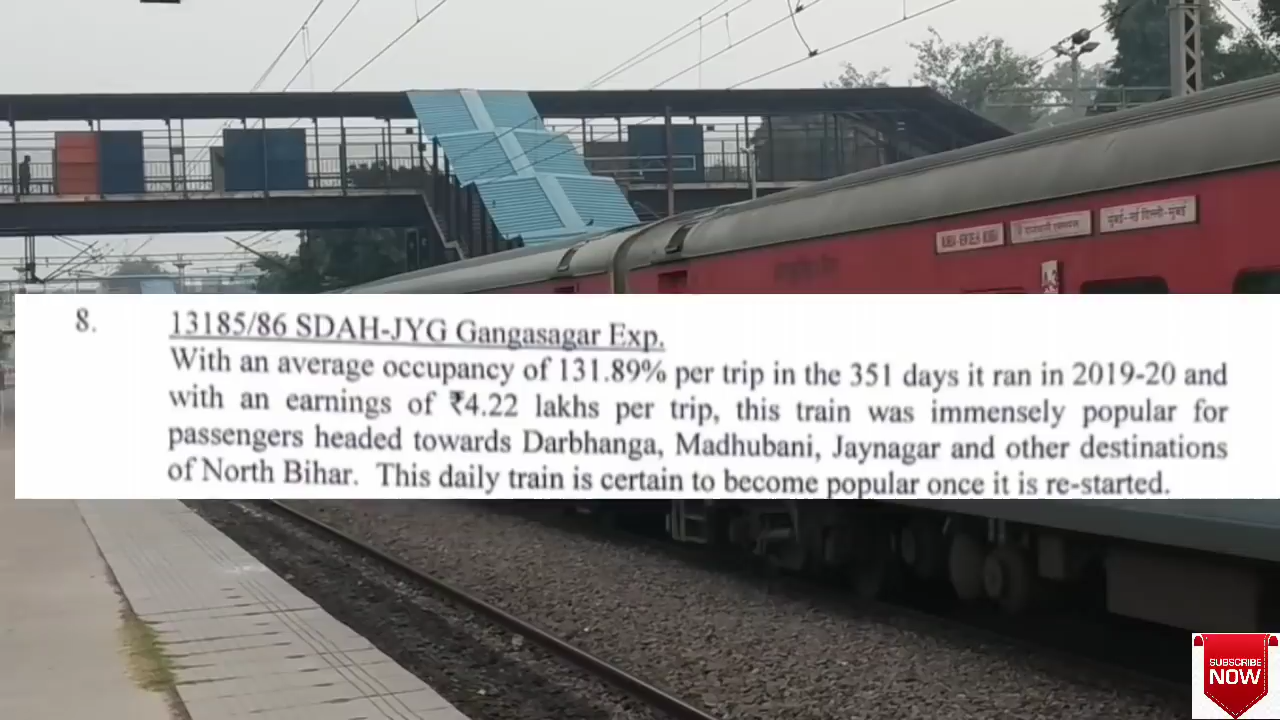 मुंबई-नई दिल्ली-मुंबई
8.
13185/86 SDAH-JYG Gangasagar Exp.
With an average occupancy of 131.89% per trip in the 351 days it ran in 2019-20 and
with an earnings of ₹4.22 lakhs per trip, this train was immensely popular for
passengers headed towards Darbhanga, Madhubani, Jaynagar and other destinations
of North Bihar. This daily train is certain to become popular once it is re-started.
SUBSCRIBE
NOW